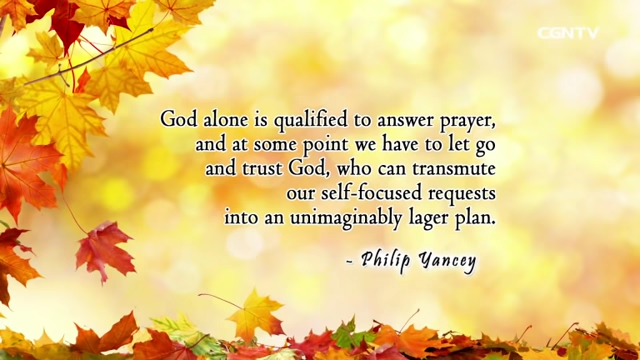 CGNTV
God alone is qualified to answer prayer,
and at some point we have to let go
and trust God, who can transmute
our self-focused requests
into an unimaginably lager plan.
~ Philip Yancey